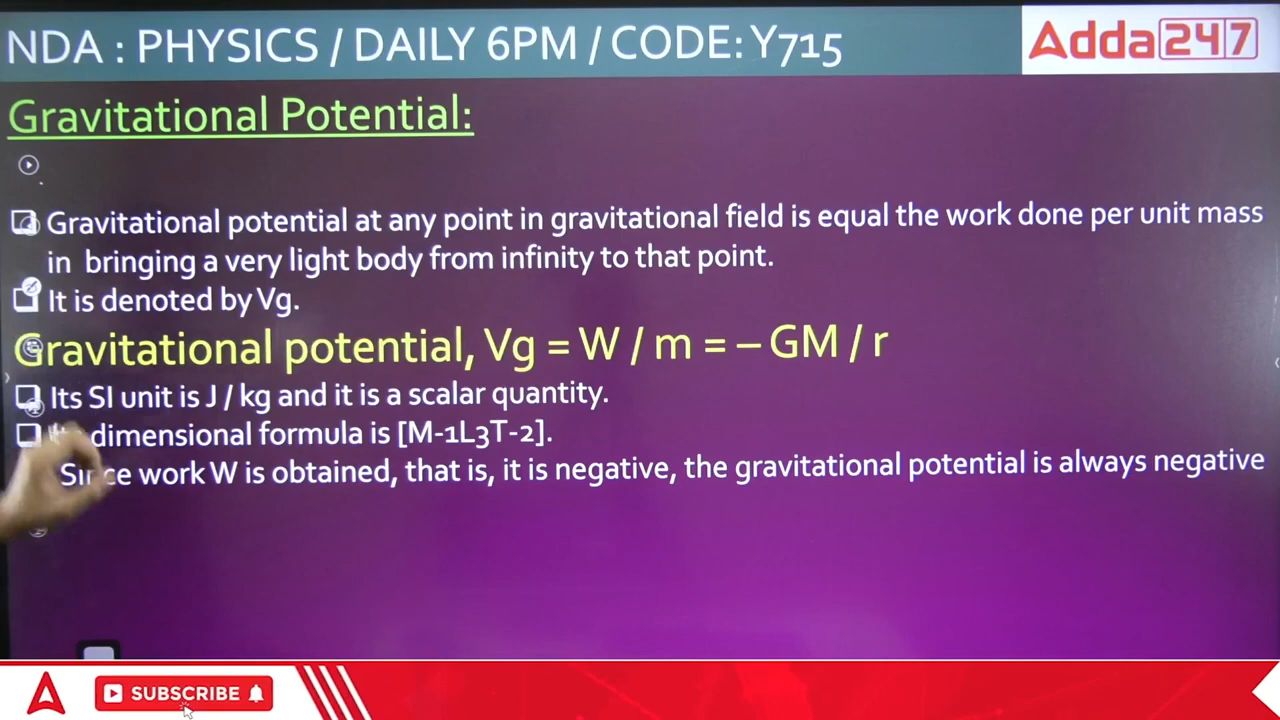 NDA : PHYSICS / DAILY 6PM / CODE: Y715
Adda247
Gravitational Potential:
Gravitational potential at any point in gravitational field is equal the work done per unit mass
in bringing a very light body from infinity to that point.
It is denoted by Vg.
Gravitational potential, Vg = W / m = – GM / r
Its SI unit is J / kg and it is a scalar quantity.
dimensional formula is [M-1L3T-2].
Since work W is obtained, that is, it is negative, the gravitational potential is always negative
SUBSCRIBE